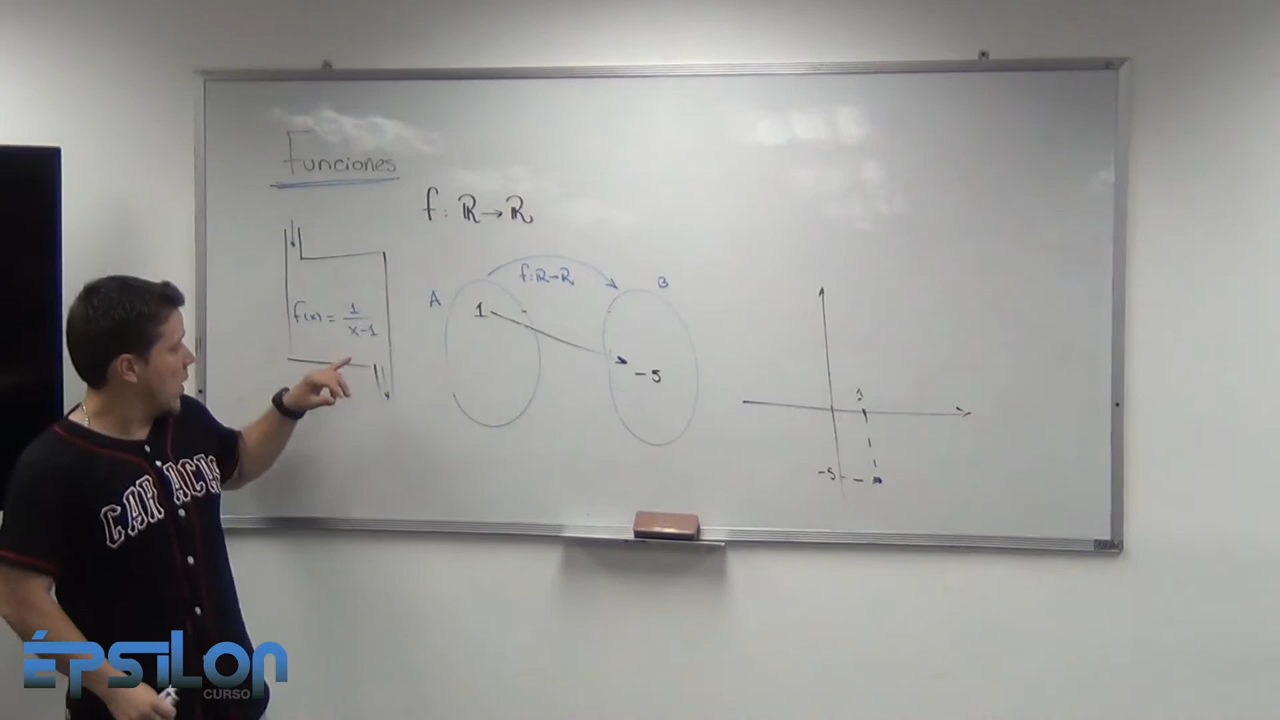 Funciones
f: ℝ→ℝ
f(x) = 1/(x-1)
A
f:ℝ→ℝ
B
1
-5
1
-5
CARACAS
ÉPSILON
CURSO